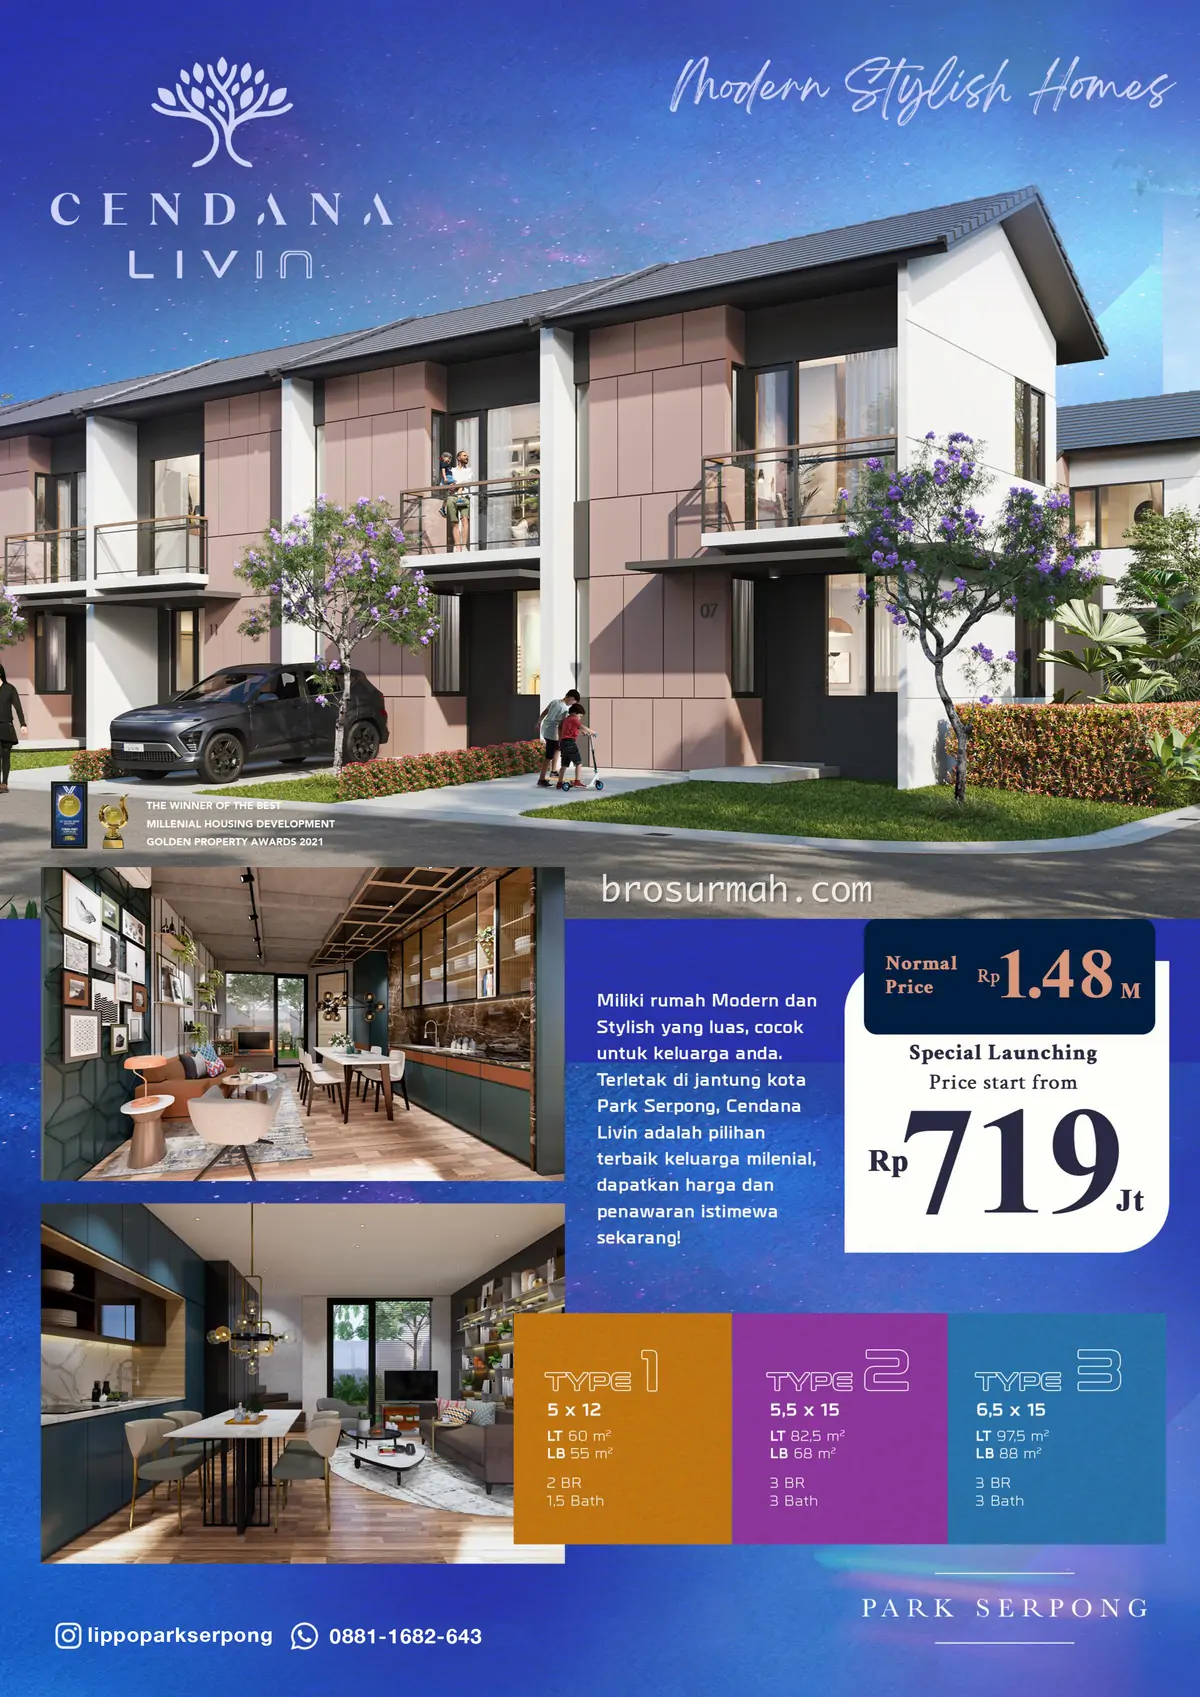 Modern Stylish Homes
CENDANA
LIVIN
07
11
THE WINNER OF THE BEST
MILLENIAL HOUSING DEVELOPMENT
GOLDEN PROPERTY AWARDS 2021
brosurmah.com
Miliki rumah Modern dan
Stylish yang luas, cocok
untuk keluarga anda.
Terletak di jantung kota
Park Serpong, Cendana
Livin adalah pilihan
terbaik keluarga milenial,
dapatkan harga dan
penawaran istimewa
sekarang!
Normal
Price
Rp 1.48 M
Special Launching
Price start from
Rp 719 Jt
TYPE 1
5 x 12
LT 60 m²
LB 55 m²
2 BR
1,5 Bath
TYPE 2
5,5 x 15
LT 82,5 m²
LB 68 m²
3 BR
3 Bath
TYPE 3
6,5 x 15
LT 97,5 m²
LB 88 m²
3 BR
3 Bath
lippoparkserpong 0881-1682-643
PARK SERPONG